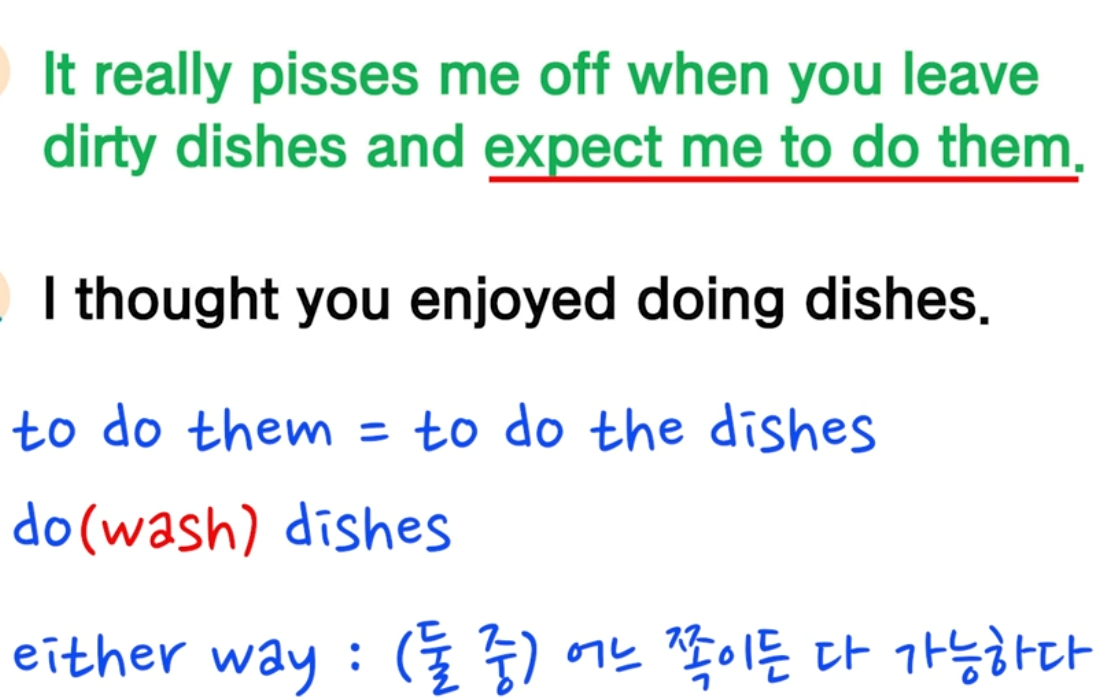 It really pisses me off when you leave
dirty dishes and expect me to do them.
I thought you enjoyed doing dishes.
to do them = to do the dishes
do(wash) dishes
either way : (둘 중) 어느 쪽이든 다 가능하다